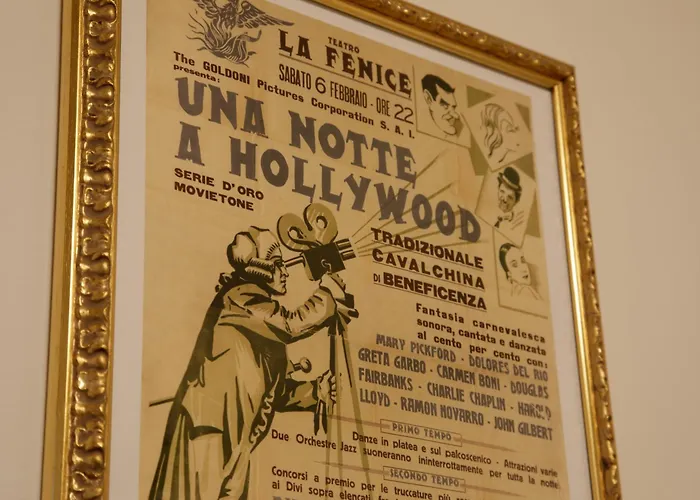 TEATRO
LA FENICE
SABATO 6 FEBBRAIO - ORE 22
The GOLDONI Pictures Corporation S. A. I.
presenta:
UNA NOTTE
A HOLLYWOOD
SERIE D'ORO
MOVIETONE
TRADIZIONALE
CAVALCHINA
DI BENEFICENZA
Fantasia carnevalesca
sonora, cantata e danzata
al cento per cento con:
MARY PICKFORD - DOLORES DEL RIO
GRETA GARBO - CARMEN BONI - DOUGLAS
FAIRBANKS - CHARLIE CHAPLIN - HAROLD
LLOYD - RAMON NOVARRO - JOHN GILBERT
PRIMO TEMPO
Danze in platea e sul palcoscenico - Attrazioni varie
Due Orchestre Jazz suoneranno ininterrottamente per tutta la notte
SECONDO TEMPO
Concorsi a premio per le truccature più
ai Divi sopra elencati